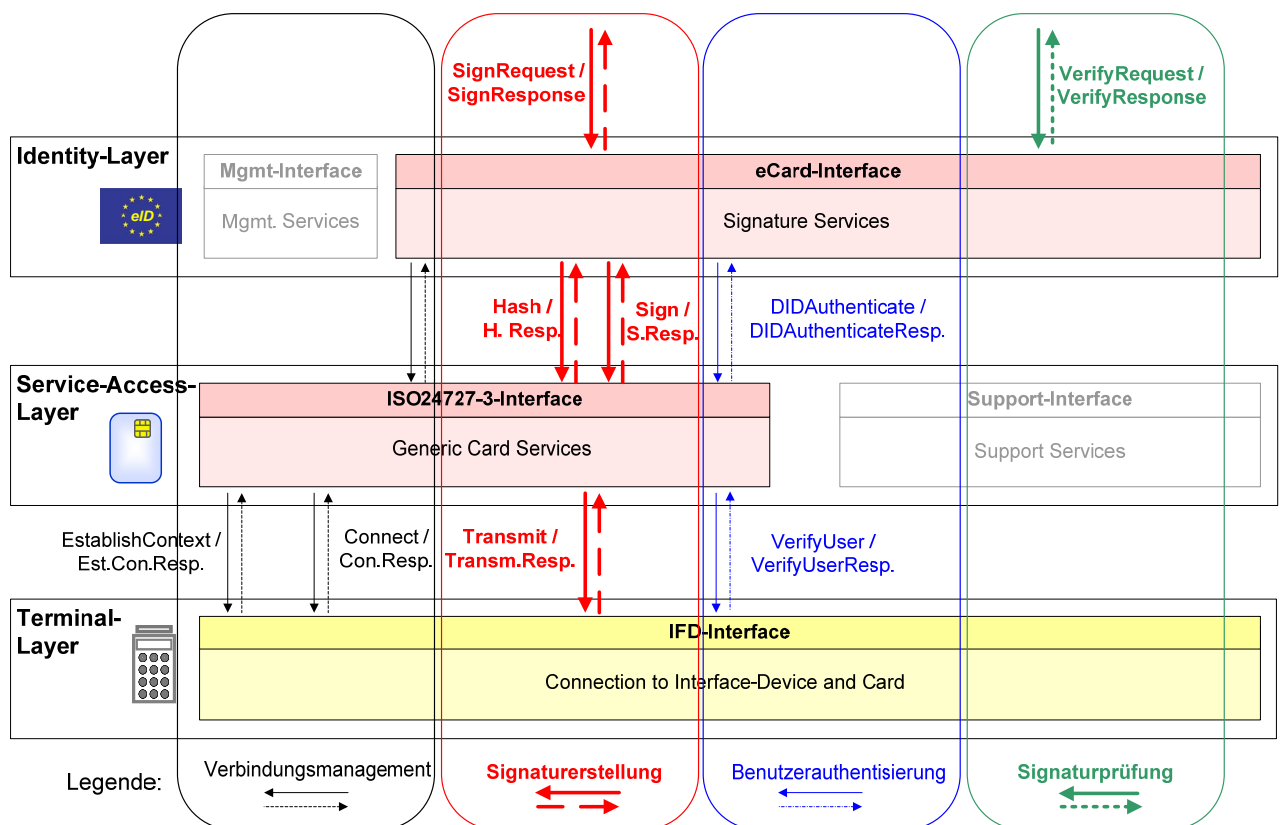 SignRequest /
SignResponse
VerifyRequest /
VerifyResponse
Identity-Layer
eID
Mgmt-Interface
Mgmt. Services
eCard-Interface
Signature Services
Hash /
H. Resp.
Sign /
S.Resp.
DIDAuthenticate /
DIDAuthenticateResp.
Service-Access-
Layer
ISO24727-3-Interface
Generic Card Services
Support-Interface
Support Services
EstablishContext /
Est.Con.Resp.
Connect /
Con.Resp.
Transmit /
Transm.Resp.
VerifyUser /
VerifyUserResp.
Terminal-
Layer
IFD-Interface
Connection to Interface-Device and Card
Legende:
Verbindungsmanagement
Signaturerstellung
Benutzerauthentisierung
Signaturprüfung